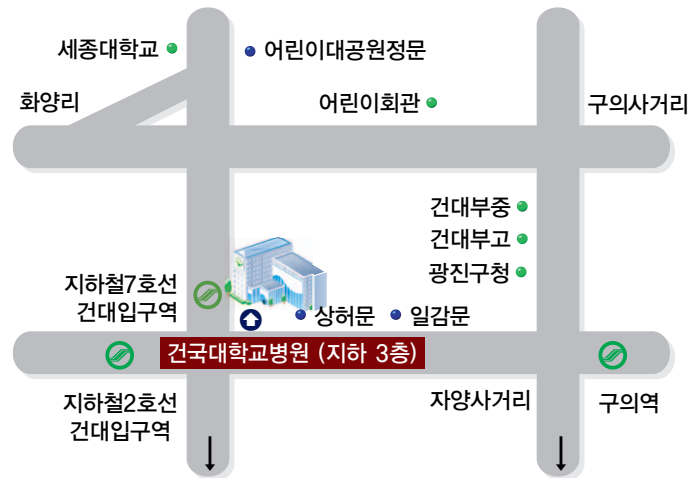 세종대학교
어린이대공원정문
화양리
어린이회관
구의사거리
건대부중
건대부고
광진구청
지하철7호선
건대입구역
상허문
일감문
건국대학교병원 (지하 3층)
지하철2호선
건대입구역
자양사거리
구의역